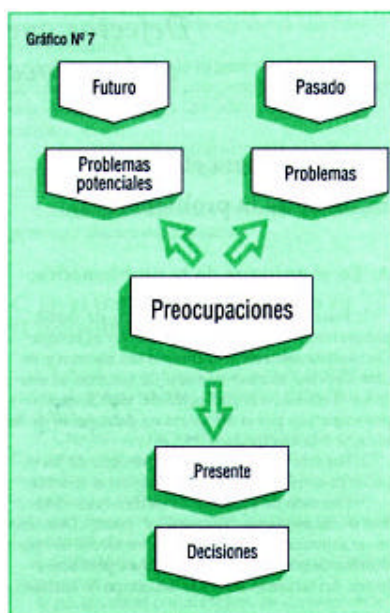 Gráfico Nº 7
Futuro
Pasado
Problemas
potenciales
Problemas
Preocupaciones
Presente
Decisiones